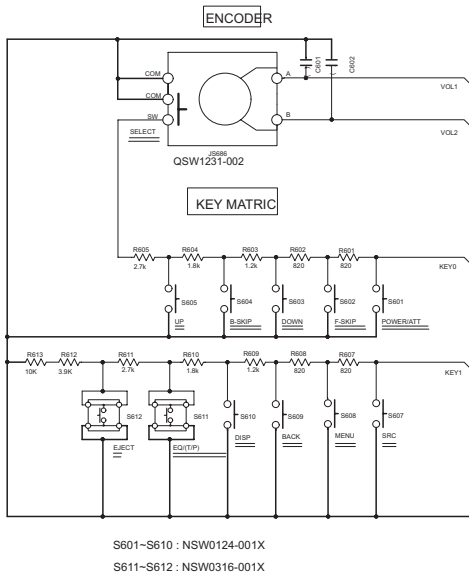 ENCODER
C601
C602
COM
A
VOL1
COM
SW
B
VOL2
SELECT
JS686
QSW1231-002
KEY MATRIC
R605
R604
R603
R602
R601
2.7k
1.8k
1.2k
820
820
KEY0
S605
S604
S603
S602
S601
UP
B-SKIP
DOWN
F-SKIP
POWER/ATT
R613
R612
R611
R610
R609
R608
R607
10K
3.9K
2.7k
1.8k
1.2k
820
820
KEY1
S612
S611
S610
S609
S608
S607
EJECT
EQ/(T/P)
DISP
BACK
MENU
SRC
S601~S610 : NSW0124-001X
S611~S612 : NSW0316-001X